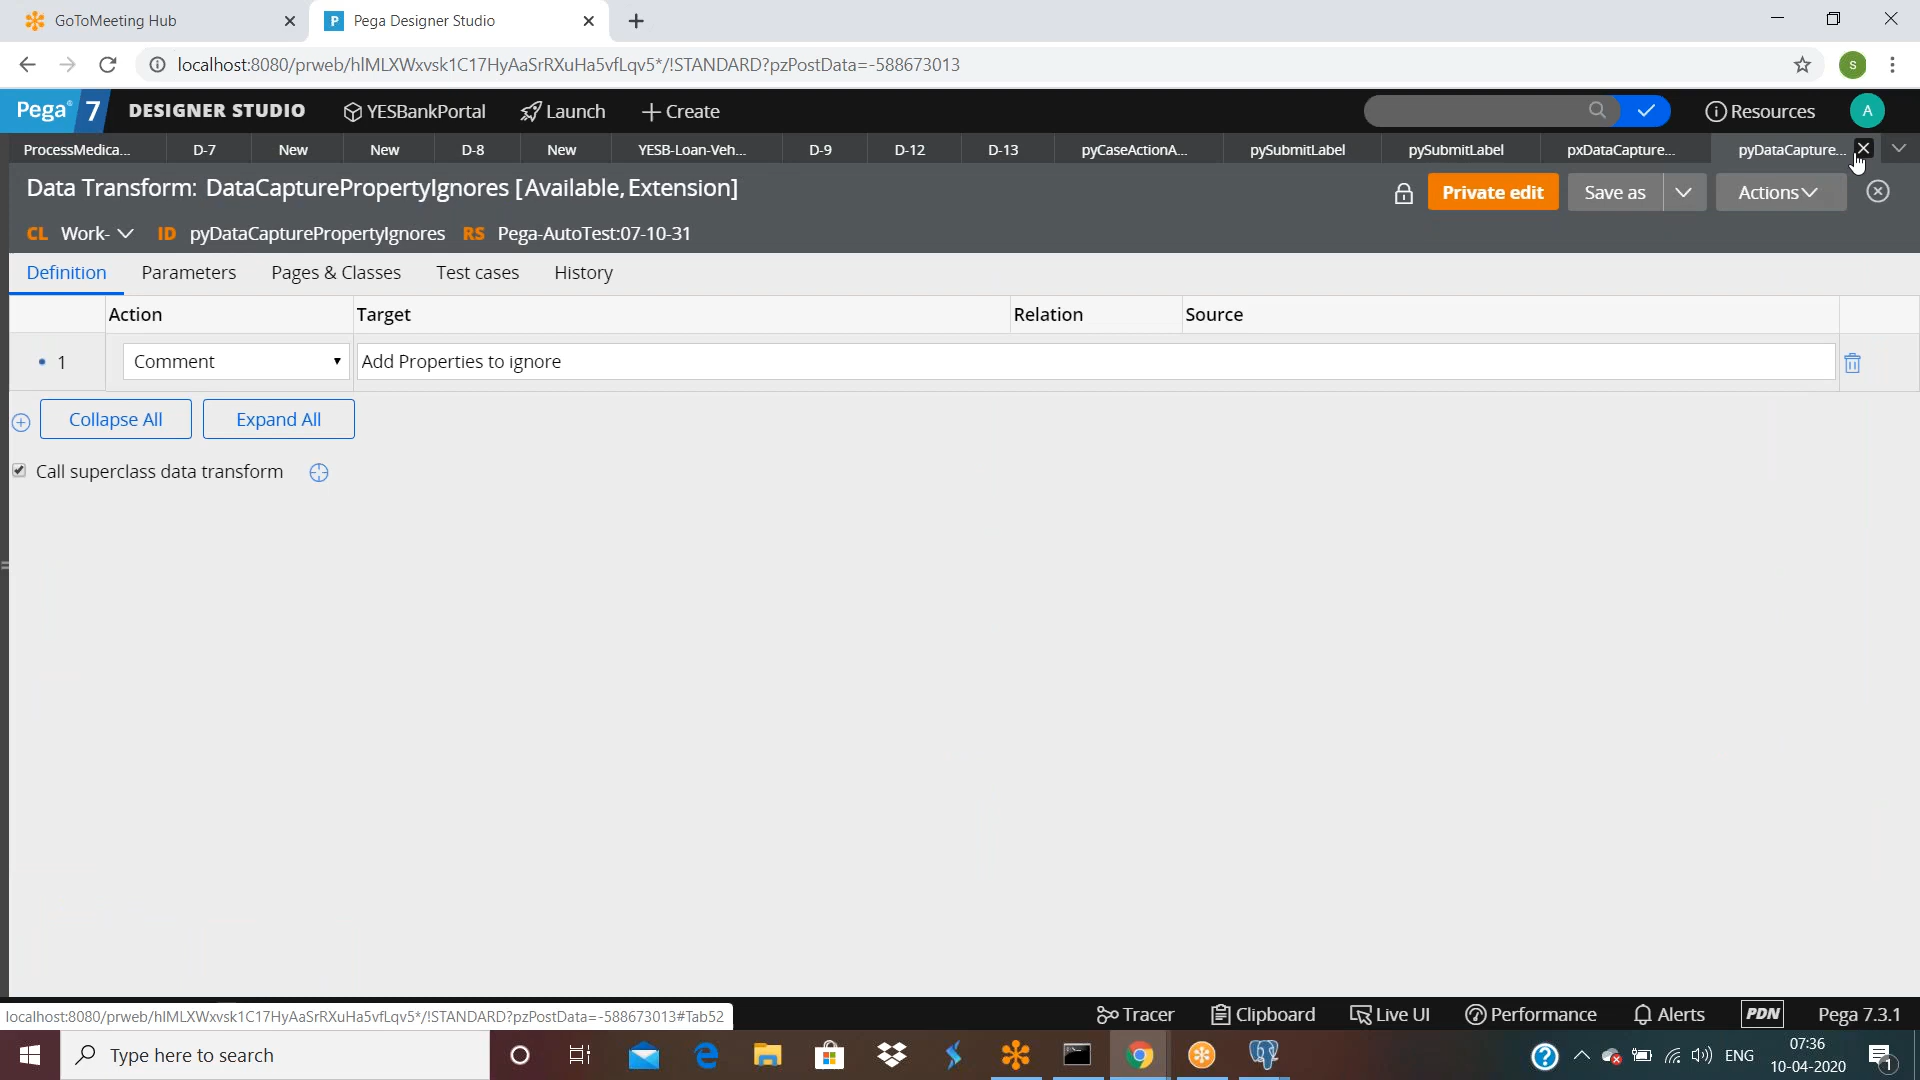 GoToMeeting Hub
P Pega Designer Studio
localhost:8080/prweb/hlMLXWxvsk1C17HyAaSrRXuHa5vfLqv5*/!STANDARD?pzPostData=-588673013
S
Pega 7 DESIGNER STUDIO YESBankPortal Launch Create Resources A
ProcessMedica... D-7 New New D-8 New YESB-Loan-Veh... D-9 D-12 D-13 pyCaseActionA... pySubmitLabel pySubmitLabel pxDataCapture... pyDataCapture...
Data Transform: DataCapturePropertyIgnores [Available,Extension] Private edit Save as Actions
CL Work- ID pyDataCapturePropertyIgnores RS Pega-AutoTest:07-10-31
Definition Parameters Pages & Classes Test cases History
Action Target Relation Source
1 Comment Add Properties to ignore
Collapse All Expand All
Call superclass data transform
localhost:8080/prweb/hlMLXWxvsk1C17HyAaSrRXuHa5vfLqv5*/!STANDARD?pzPostData=-588673013#Tab52 Tracer Clipboard Live UI Performance Alerts PDN Pega 7.3.1
Type here to search ENG 07:36
10-04-2020 1